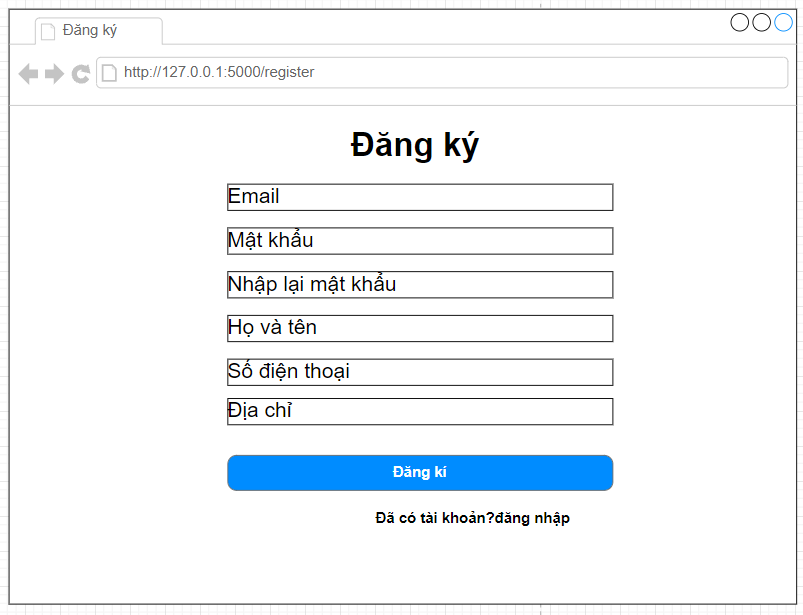 Đăng ký
http://127.0.0.1:5000/register
Đăng ký
Email
Mật khẩu
Nhập lại mật khẩu
Họ và tên
Số điện thoại
Địa chỉ
Đăng kí
Đã có tài khoản?đăng nhập